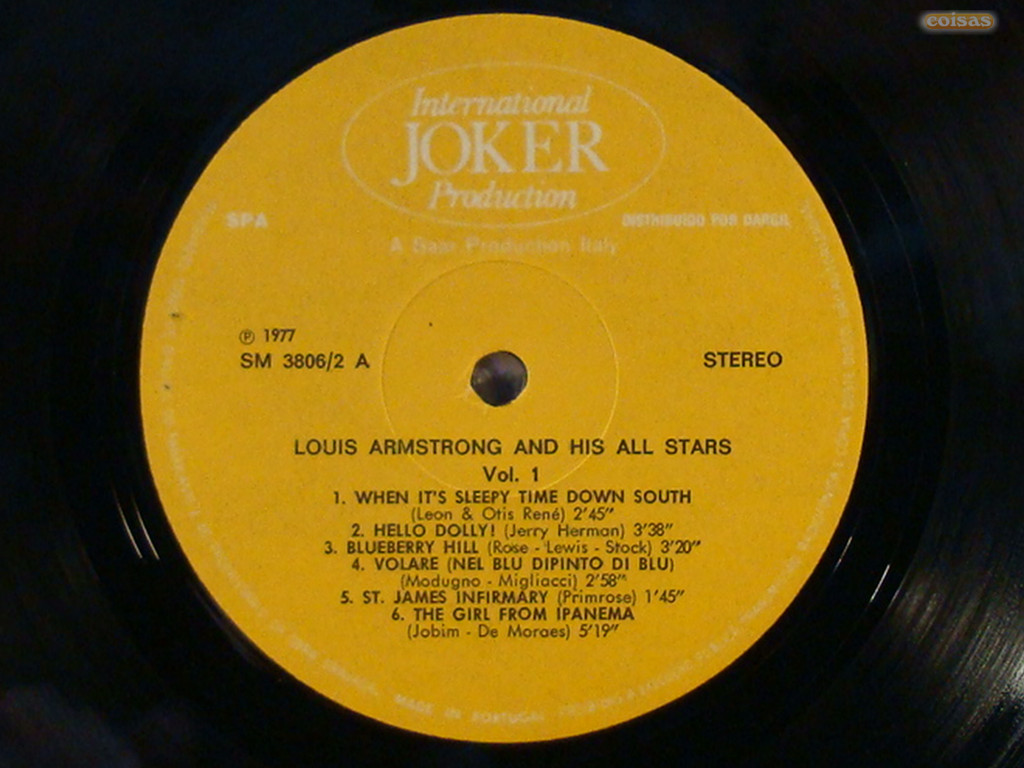 coisas
International
JOKER
Production
SPA
DISTRIBUIDO POR DARGIL
A Saar Production Italy
℗ 1977
SM 3806/2 A
STEREO
LOUIS ARMSTRONG AND HIS ALL STARS
Vol. 1
1. WHEN IT'S SLEEPY TIME DOWN SOUTH
(Leon & Otis René) 2'45"
2. HELLO DOLLY! (Jerry Herman) 3'38"
3. BLUEBERRY HILL (Rose - Lewis - Stock) 3'20"
4. VOLARE (NEL BLU DIPINTO DI BLU)
(Modugno - Migliacci) 2'58"
5. ST. JAMES INFIRMARY (Primrose) 1'45"
6. THE GIRL FROM IPANEMA
(Jobim - De Moraes) 5'19"
MADE IN PORTUGAL